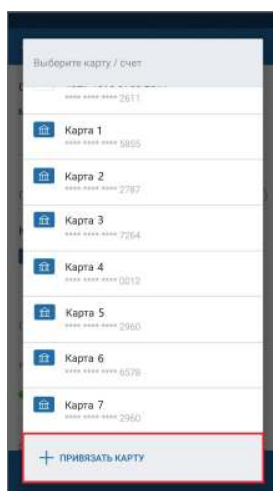 Выберите карту / счет
**** **** **** 2611
Карта 1
**** **** **** 5855
Карта 2
**** **** **** 2787
Карта 3
**** **** **** 7264
Карта 4
**** **** **** 0012
Карта 5
**** **** **** 2960
Карта 6
**** **** **** 6578
Карта 7
**** **** **** 2960
+ ПРИВЯЗАТЬ КАРТУ